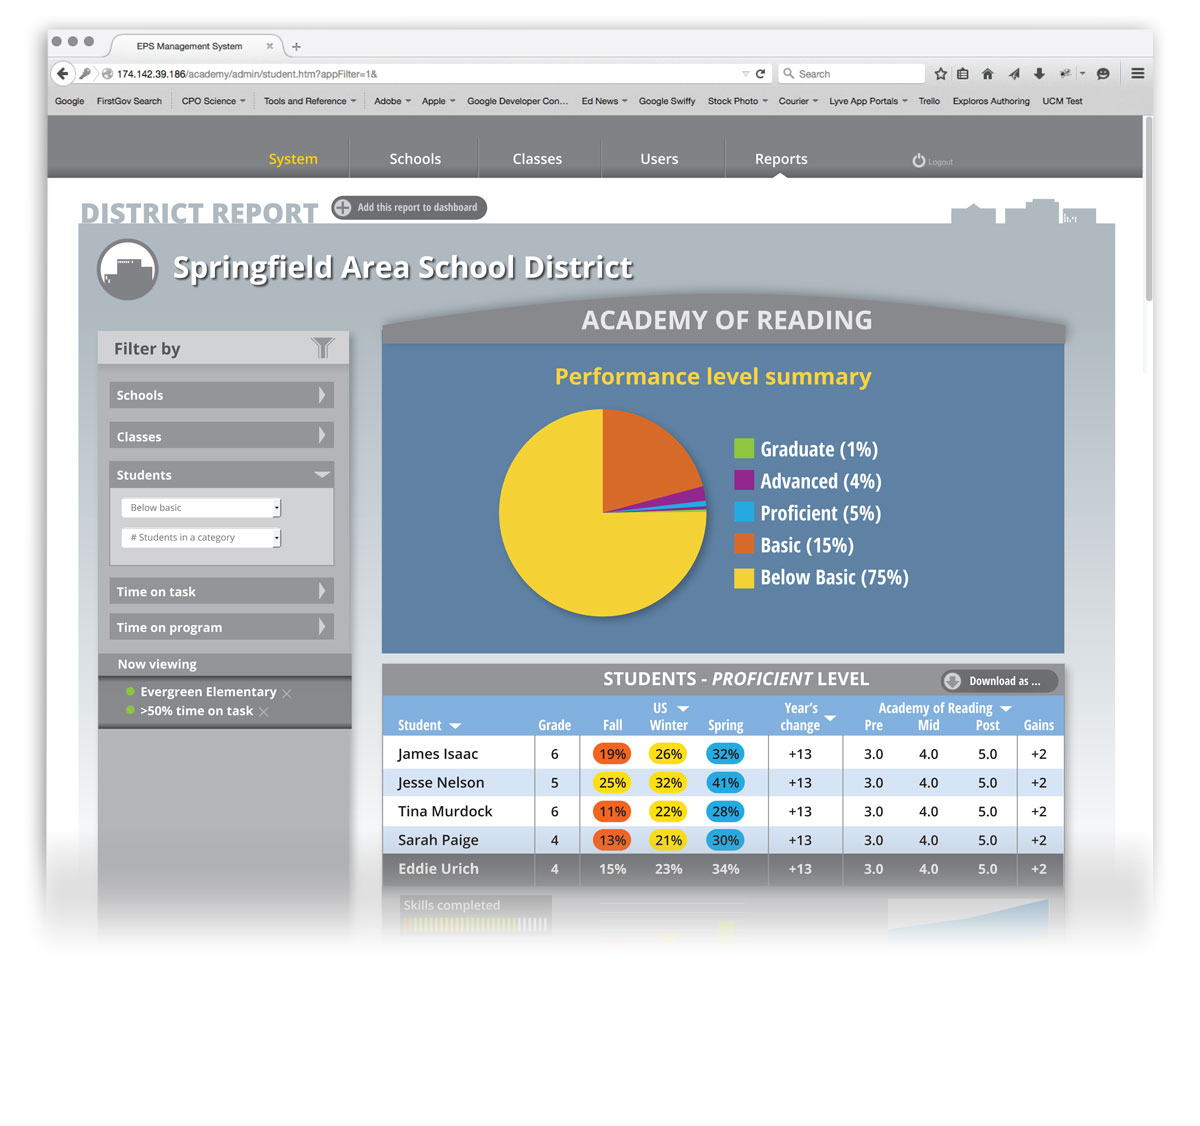 EPS Management System
174.142.39.186/academy/admin/student.htm?appFilter=1&
Search
Google FirstGov Search CPO Science Tools and Reference Adobe Apple Google Developer Con... Ed News Google Swiffy Stock Photo Courier Lyve App Portals Trello Exploros Authoring UCM Test
System Schools Classes Users Reports Logout
DISTRICT REPORT Add this report to dashboard
Springfield Area School District
Filter by
Schools
Classes
Students
Below basic
# Students in a category
Time on task
Time on program
Now viewing
Evergreen Elementary
>50% time on task
ACADEMY OF READING
Performance level summary
Graduate (1%)
Advanced (4%)
Proficient (5%)
Basic (15%)
Below Basic (75%)
STUDENTS - PROFICIENT LEVEL Download as ...
US Year's Academy of Reading
Student Grade Fall Winter Spring change Pre Mid Post Gains
James Isaac 6 19% 26% 32% +13 3.0 4.0 5.0 +2
Jesse Nelson 5 25% 32% 41% +13 3.0 4.0 5.0 +2
Tina Murdock 6 11% 22% 28% +13 3.0 4.0 5.0 +2
Sarah Paige 4 13% 21% 30% +13 3.0 4.0 5.0 +2
Eddie Urich 4 15% 23% 34% +13 3.0 4.0 5.0 +2
Skills completed